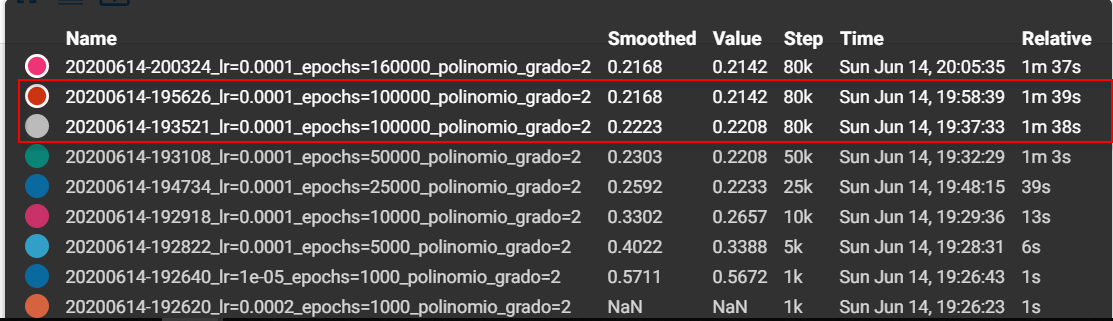 Name Smoothed Value Step Time Relative
20200614-200324_lr=0.0001_epochs=160000_polinomio_grado=2 0.2168 0.2142 80k Sun Jun 14, 20:05:35 1m 37s
20200614-195626_lr=0.0001_epochs=100000_polinomio_grado=2 0.2168 0.2142 80k Sun Jun 14, 19:58:39 1m 39s
20200614-193521_lr=0.0001_epochs=100000_polinomio_grado=2 0.2223 0.2208 80k Sun Jun 14, 19:37:33 1m 38s
20200614-193108_lr=0.0001_epochs=50000_polinomio_grado=2 0.2303 0.2208 50k Sun Jun 14, 19:32:29 1m 3s
20200614-194734_lr=0.0001_epochs=25000_polinomio_grado=2 0.2592 0.2233 25k Sun Jun 14, 19:48:15 39s
20200614-192918_lr=0.0001_epochs=10000_polinomio_grado=2 0.3302 0.2657 10k Sun Jun 14, 19:29:36 13s
20200614-192822_lr=0.0001_epochs=5000_polinomio_grado=2 0.4022 0.3388 5k Sun Jun 14, 19:28:31 6s
20200614-192640_lr=1e-05_epochs=1000_polinomio_grado=2 0.5711 0.5672 1k Sun Jun 14, 19:26:43 1s
20200614-192620_lr=0.0002_epochs=1000_polinomio_grado=2 NaN NaN 1k Sun Jun 14, 19:26:23 1s